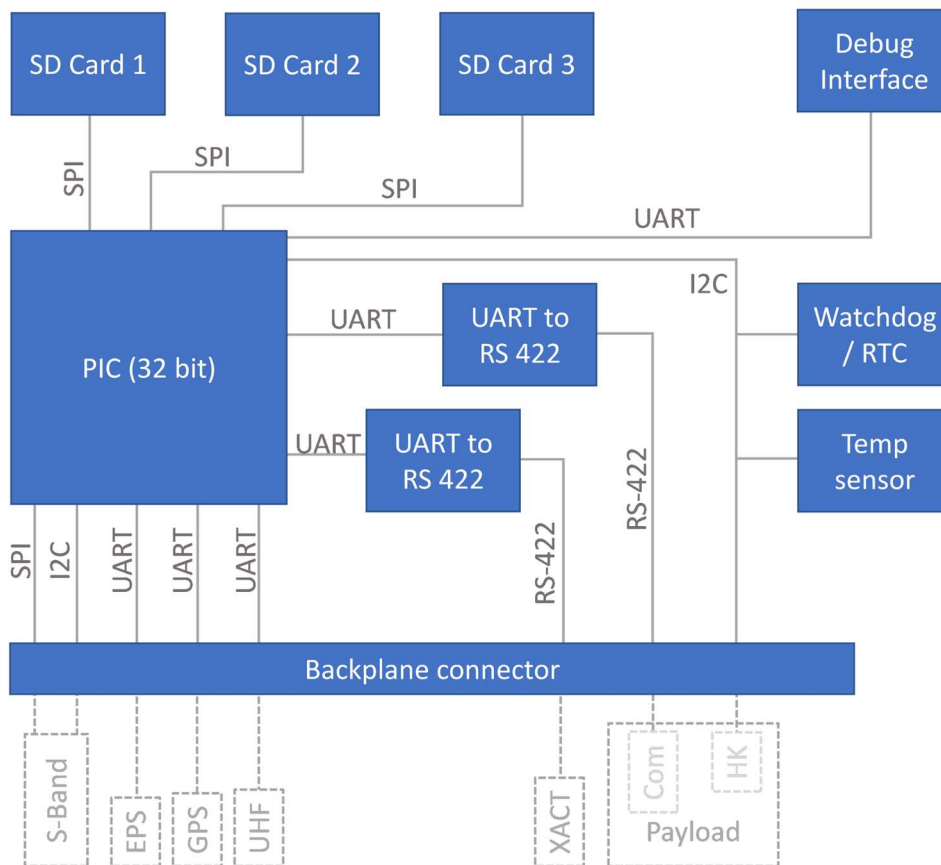 SD Card 1
SD Card 2
SD Card 3
Debug
Interface
SPI
SPI
SPI
UART
I2C
PIC (32 bit)
UART
UART to
RS 422
Watchdog
/ RTC
UART
UART to
RS 422
Temp
sensor
SPI
I2C
UART
UART
UART
RS-422
RS-422
Backplane connector
S-Band
EPS
GPS
UHF
XACT
Com
HK
Payload